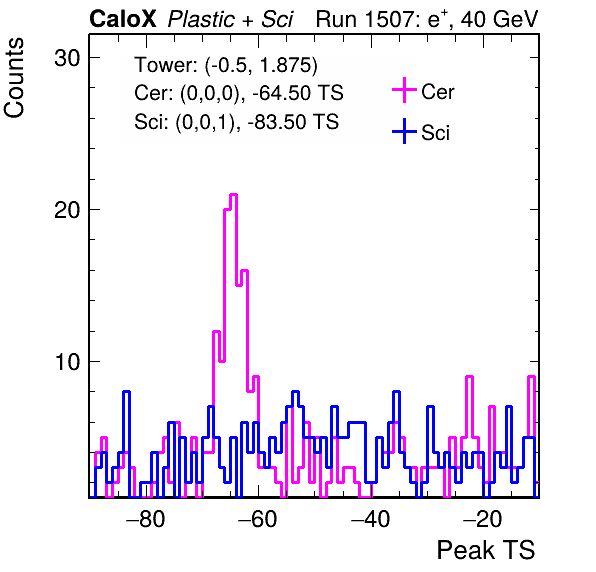 CaloX Plastic + Sci Run 1507: e⁺, 40 GeV
Counts
30
20
10
Tower: (-0.5, 1.875)
Cer: (0,0,0), -64.50 TS
Sci: (0,0,1), -83.50 TS
Cer
Sci
−80 −60 −40 −20
Peak TS